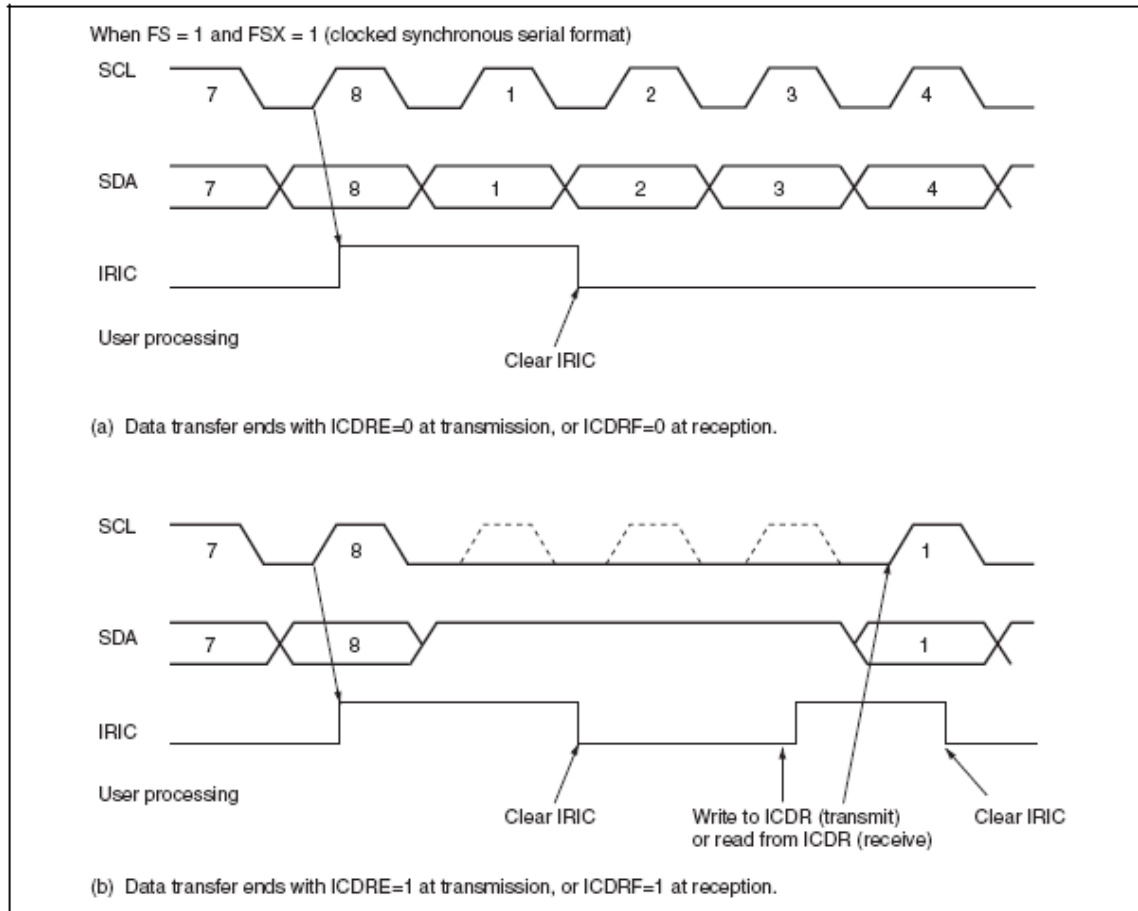 When FS = 1 and FSX = 1 (clocked synchronous serial format)
SCL
7 8 1 2 3 4
SDA
7 8 1 2 3 4
IRIC
User processing
Clear IRIC
(a) Data transfer ends with ICDRE=0 at transmission, or ICDRF=0 at reception.
SCL
7 8 1
SDA
7 8 1
IRIC
User processing
Clear IRIC
Write to ICDR (transmit)
or read from ICDR (receive)
Clear IRIC
(b) Data transfer ends with ICDRE=1 at transmission, or ICDRF=1 at reception.